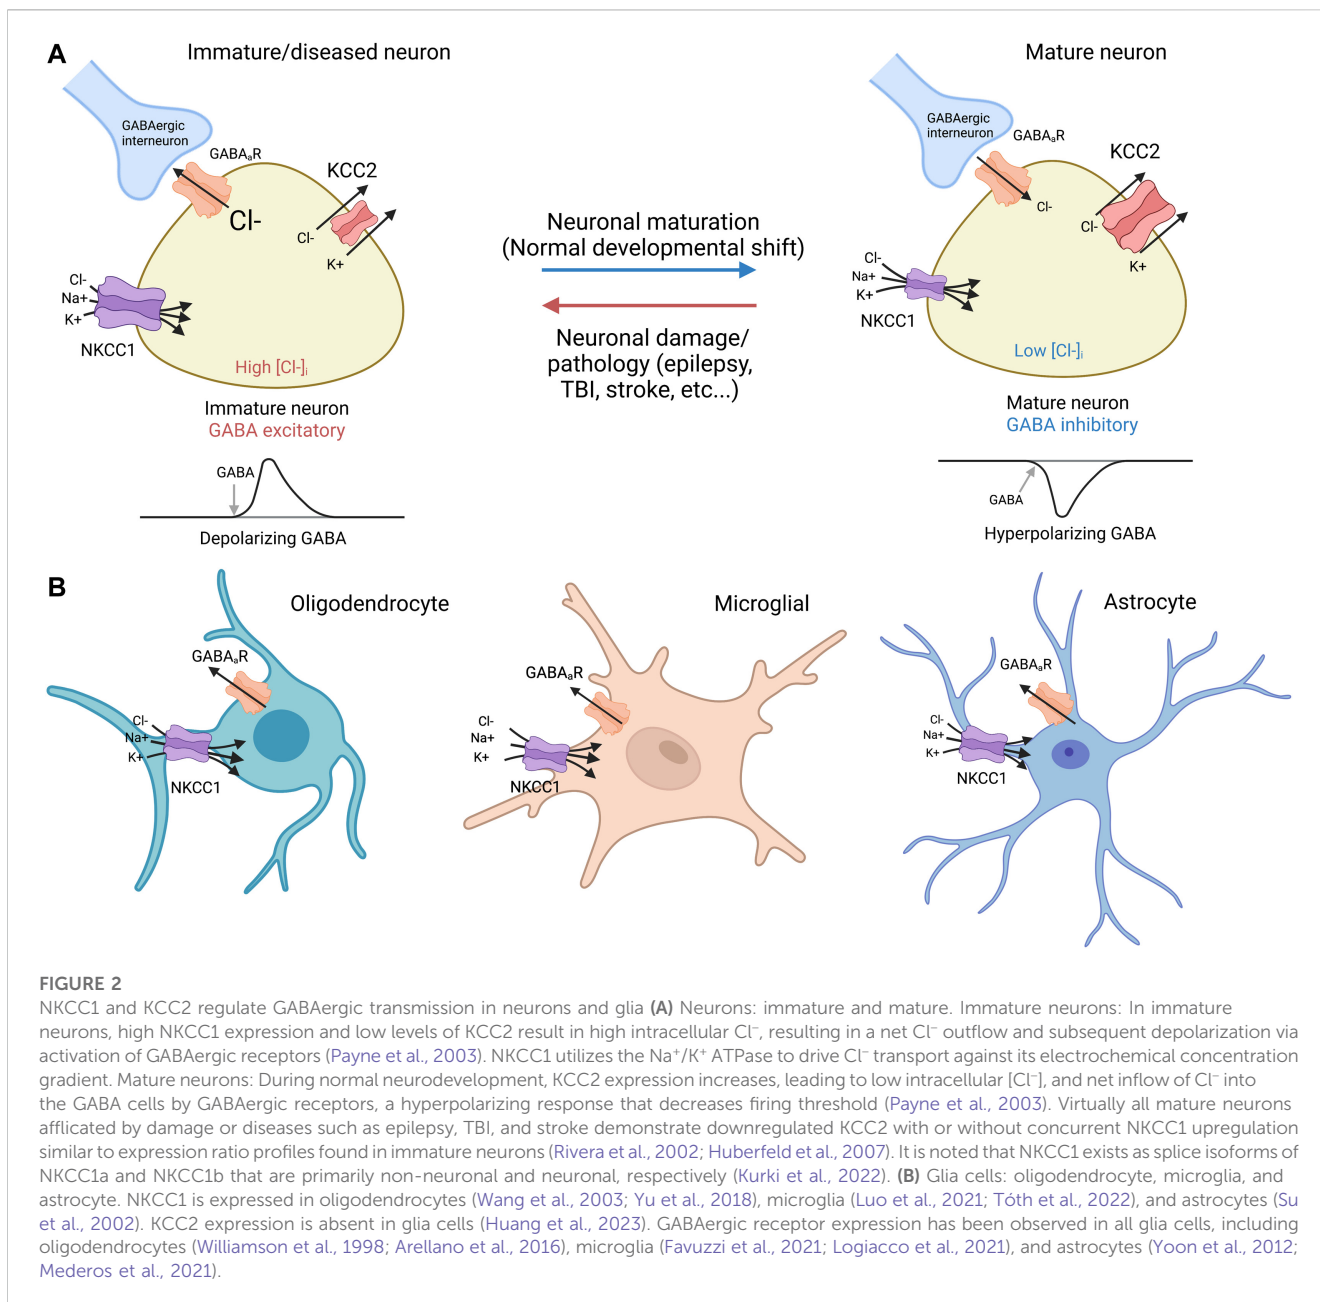 A
Immature/diseased neuron
Mature neuron
GABAergic
interneuron
GABAₐR
KCC2
Cl-
Cl-
K+
Cl-
Na+
K+
NKCC1
High [Cl-]ᵢ
Immature neuron
GABA excitatory
GABA
Depolarizing GABA
Neuronal maturation
(Normal developmental shift)
Neuronal damage/
pathology (epilepsy,
TBI, stroke, etc...)
GABAergic
interneuron
GABAₐR
KCC2
Cl-
Cl-
K+
Cl-
Na+
K+
NKCC1
Low [Cl-]ᵢ
Mature neuron
GABA inhibitory
GABA
Hyperpolarizing GABA
B
Oligodendrocyte
GABAₐR
Cl-
Na+
K+
NKCC1
Microglial
GABAₐR
Cl-
Na+
K+
NKCC1
Astrocyte
GABAₐR
Cl-
Na+
K+
NKCC1
FIGURE 2
NKCC1 and KCC2 regulate GABAergic transmission in neurons and glia (A) Neurons: immature and mature. Immature neurons: In immature
neurons, high NKCC1 expression and low levels of KCC2 result in high intracellular Cl⁻, resulting in a net Cl⁻ outflow and subsequent depolarization via
activation of GABAergic receptors (Payne et al., 2003). NKCC1 utilizes the Na⁺/K⁺ ATPase to drive Cl⁻ transport against its electrochemical concentration
gradient. Mature neurons: During normal neurodevelopment, KCC2 expression increases, leading to low intracellular [Cl⁻], and net inflow of Cl⁻ into
the GABA cells by GABAergic receptors, a hyperpolarizing response that decreases firing threshold (Payne et al., 2003). Virtually all mature neurons
afflicated by damage or diseases such as epilepsy, TBI, and stroke demonstrate downregulated KCC2 with or without concurrent NKCC1 upregulation
similar to expression ratio profiles found in immature neurons (Rivera et al., 2002; Huberfeld et al., 2007). It is noted that NKCC1 exists as splice isoforms of
NKCC1a and NKCC1b that are primarily non-neuronal and neuronal, respectively (Kurki et al., 2022). (B) Glia cells: oligodendrocyte, microglia, and
astrocyte. NKCC1 is expressed in oligodendrocytes (Wang et al., 2003; Yu et al., 2018), microglia (Luo et al., 2021; Tóth et al., 2022), and astrocytes (Su
et al., 2002). KCC2 expression is absent in glia cells (Huang et al., 2023). GABAergic receptor expression has been observed in all glia cells, including
oligodendrocytes (Williamson et al., 1998; Arellano et al., 2016), microglia (Favuzzi et al., 2021; Logiacco et al., 2021), and astrocytes (Yoon et al., 2012;
Mederos et al., 2021).